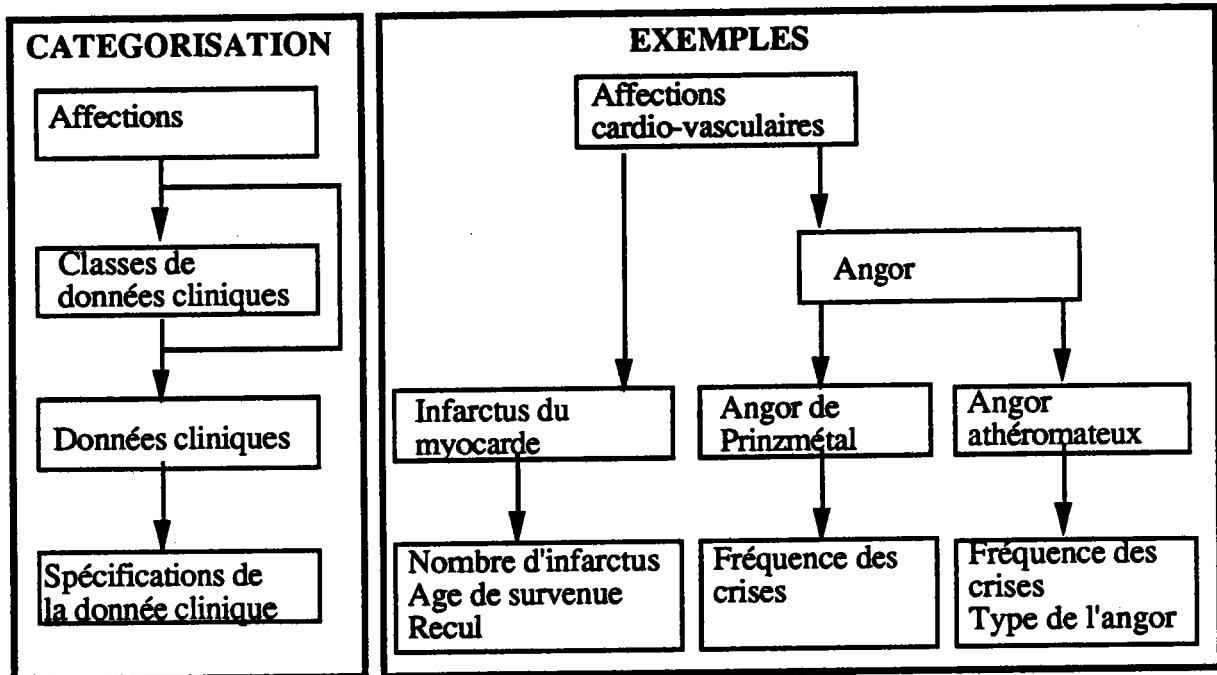 CATEGORISATION
Affections
Classes de
données cliniques
Données cliniques
Spécifications de
la donnée clinique
EXEMPLES
Affections
cardio-vasculaires
Angor
Infarctus du
myocarde
Angor de
Prinzmétal
Angor
athéromateux
Nombre d'infarctus
Age de survenue
Recul
Fréquence des
crises
Fréquence des
crises
Type de l'angor